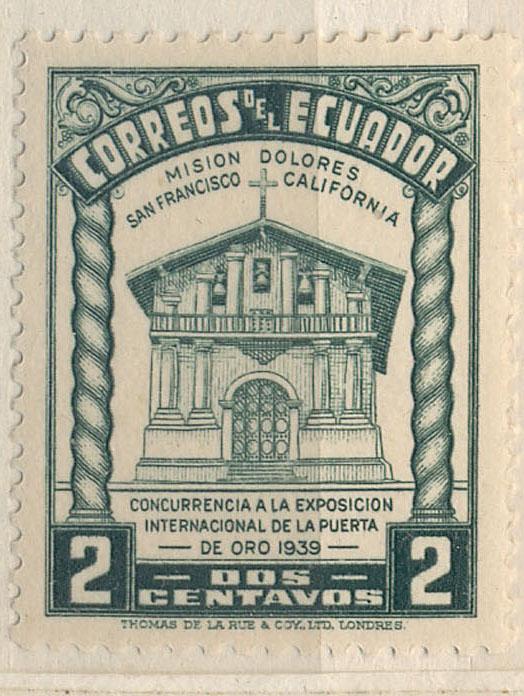 CORREOS DEL ECUADOR
MISION DOLORES
SAN FRANCISCO CALIFORNIA
CONCURRENCIA A LA EXPOSICION
INTERNACIONAL DE LA PUERTA
— DE ORO 1939 —
2 — DOS — 2
CENTAVOS
THOMAS DE LA RUE & COY., LTD. LONDRES.